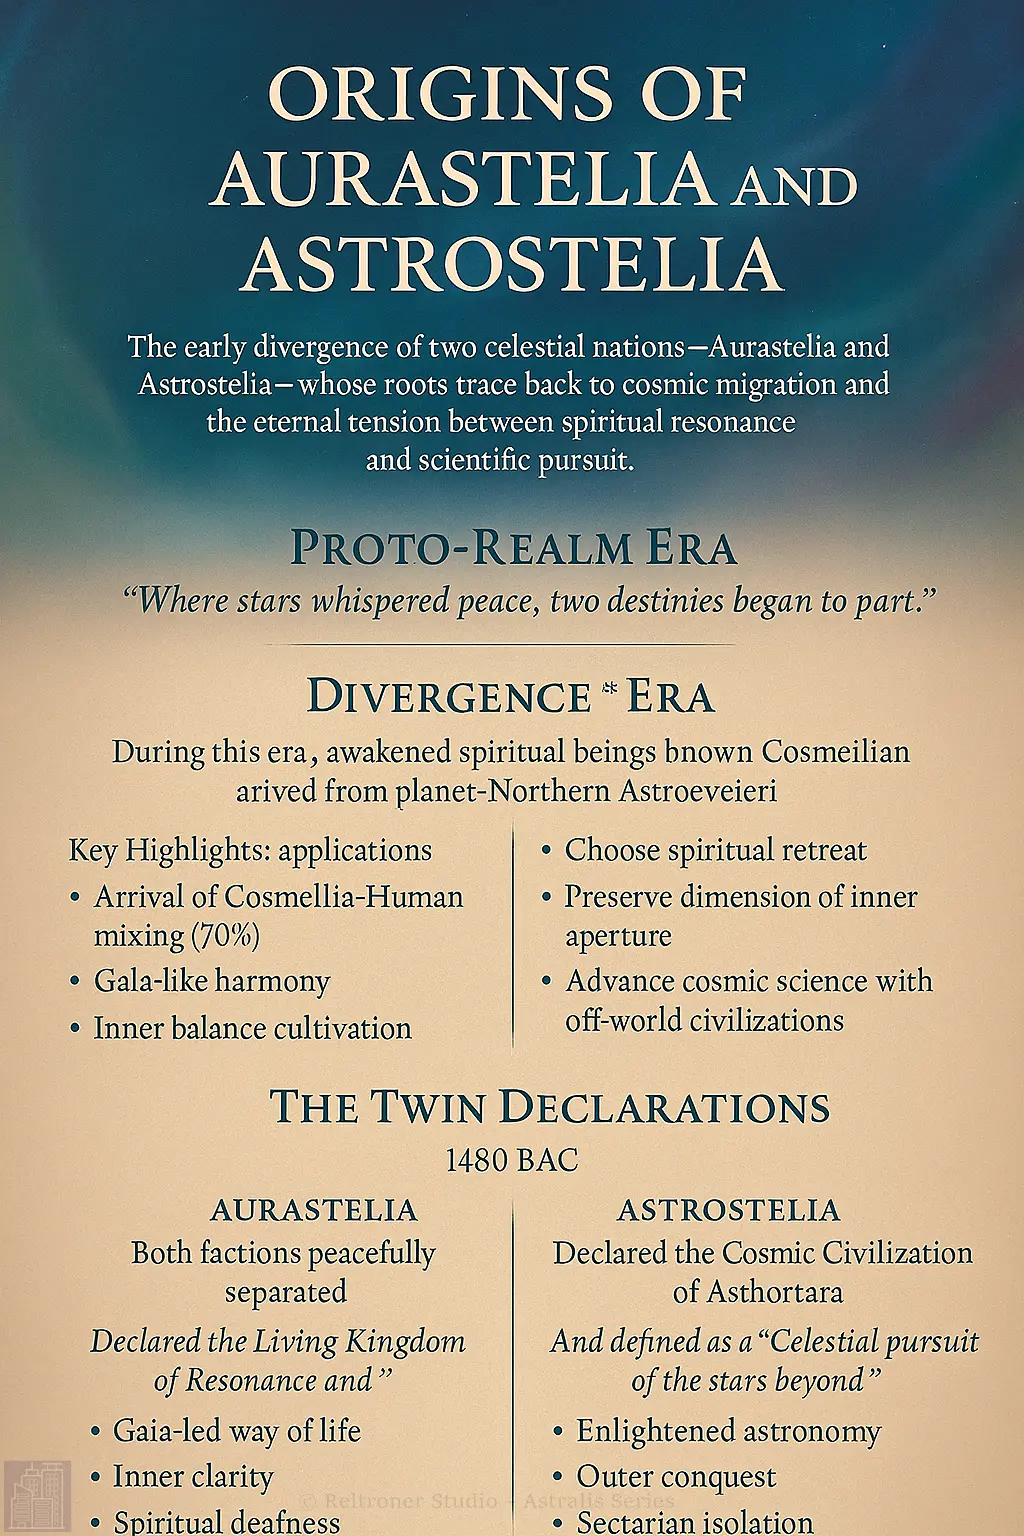 ORIGINS OF
AURASTELIA AND
ASTROSTELIA
The early divergence of two celestial nations—Aurastelia and
Astrostelia—whose roots trace back to cosmic migration and
the eternal tension between spiritual resonance
and scientific pursuit.
PROTO-REALM ERA
“Where stars whispered peace, two destinies began to part.”
DIVERGENCE ERA
During this era, awakened spiritual beings bnown Cosmeilian
arived from planet-Northern Astroeveieri
Key Highlights: applications
• Arrival of Cosmellia-Human
mixing (70%)
• Gala-like harmony
• Inner balance cultivation
• Choose spiritual retreat
• Preserve dimension of inner
aperture
• Advance cosmic science with
off-world civilizations
THE TWIN DECLARATIONS
1480 BAC
AURASTELIA
Both factions peacefully
separated
Declared the Living Kingdom
of Resonance and ”
• Gaia-led way of life
• Inner clarity
• Spiritual deafness
ASTROSTELIA
Declared the Cosmic Civilization
of Asthortara
And defined as a “Celestial pursuit
of the stars beyond”
• Enlightened astronomy
• Outer conquest
• Sectarian isolation
© Reltroner Studio – Astralis Series